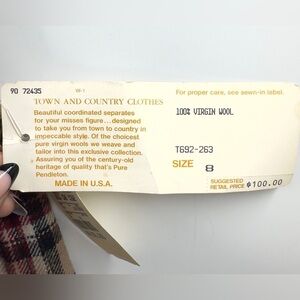 90 72435
W-1
TOWN AND COUNTRY CLOTHES
Beautiful coordinated separates
for your misses figure... designed
to take you from town to country in
impeccable style. Of the choicest
pure virgin wools we weave and
tailor into this exclusive collection.
Assuring you of the century-old
heritage of quality that's Pure
Pendleton.
MADE IN U.S.A.
For proper care, see sewn-in label.
100% VIRGIN WOOL
T692-263
SIZE 8
SUGGESTED
RETAIL PRICE $100.00